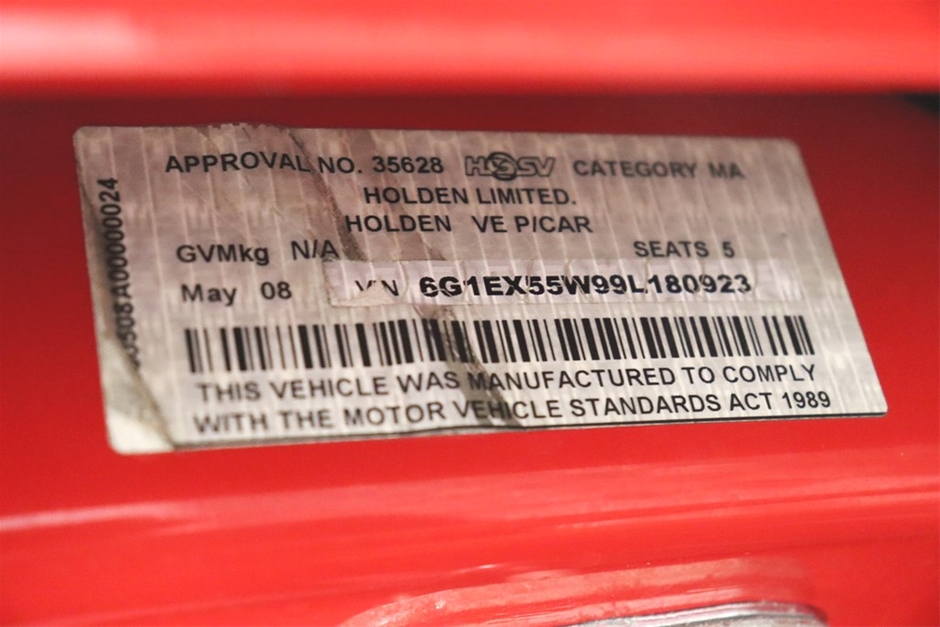 APPROVAL NO. 35628 HSV CATEGORY MA
HOLDEN LIMITED.
HOLDEN VE P/CAR
GVMkg N/A SEATS 5
May 08 VIN 6G1EX55W99L180923
THIS VEHICLE WAS MANUFACTURED TO COMPLY
WITH THE MOTOR VEHICLE STANDARDS ACT 1989